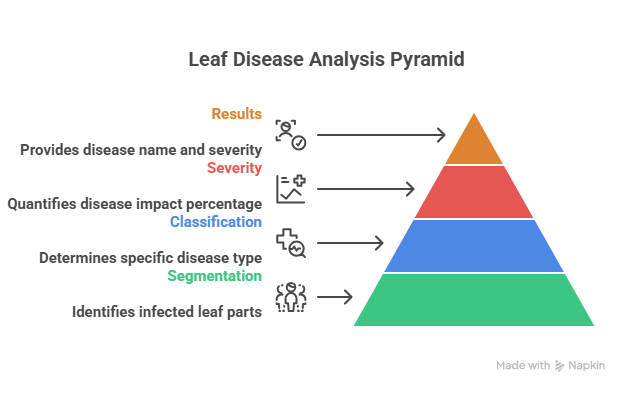 Leaf Disease Analysis Pyramid
Results
Provides disease name and severity
Severity
Quantifies disease impact percentage
Classification
Determines specific disease type
Segmentation
Identifies infected leaf parts
Made with Napkin